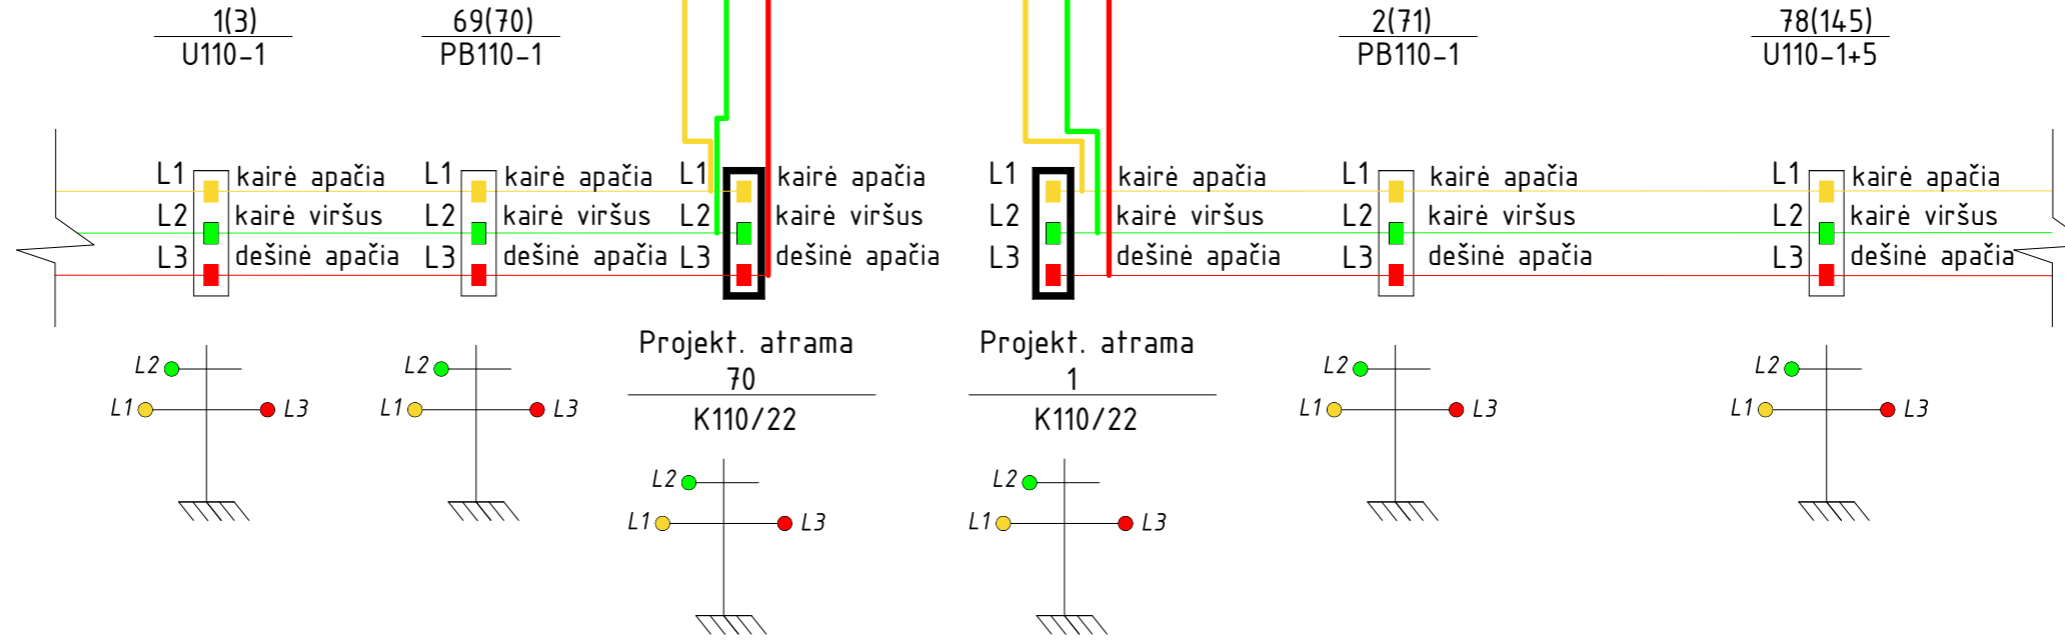 1(3)
U110-1
69(70)
PB110-1
2(71)
PB110-1
78(145)
U110-1+5
L1 kairė apačia
L2 kairė viršus
L3 dešinė apačia
L1 kairė apačia
L2 kairė viršus
L3 dešinė apačia
L1 kairė apačia
L2 kairė viršus
L3 dešinė apačia
L1 kairė apačia
L2 kairė viršus
L3 dešinė apačia
L1 kairė apačia
L2 kairė viršus
L3 dešinė apačia
L1 kairė apačia
L2 kairė viršus
L3 dešinė apačia
Projekt. atrama
70
K110/22
Projekt. atrama
1
K110/22
L2
L1 L3
L2
L1 L3
L2
L1 L3
L2
L1 L3
L2
L1 L3
L2
L1 L3